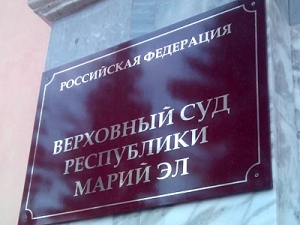 РОССИЙСКАЯ ФЕДЕРАЦИЯ
ВЕРХОВНЫЙ СУД
РЕСПУБЛИКИ
МАРИЙ ЭЛ